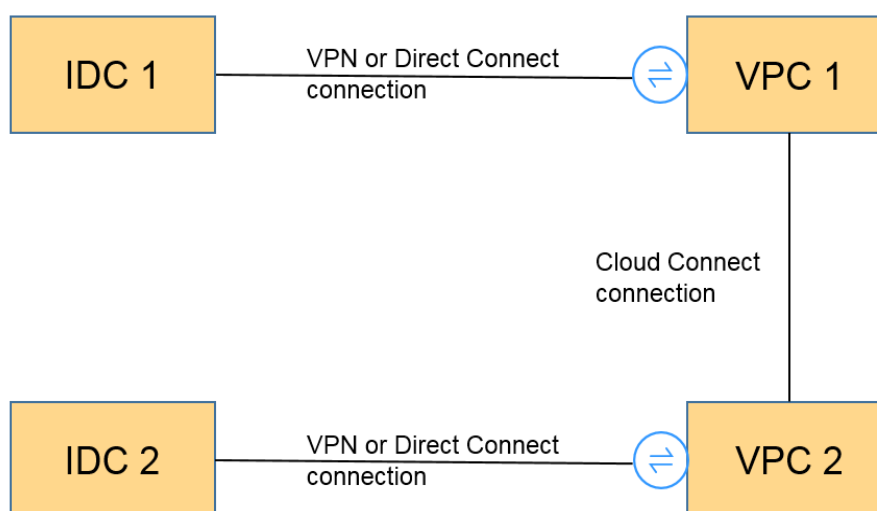 IDC 1
VPN or Direct Connect
connection
VPC 1
Cloud Connect
connection
IDC 2
VPN or Direct Connect
connection
VPC 2